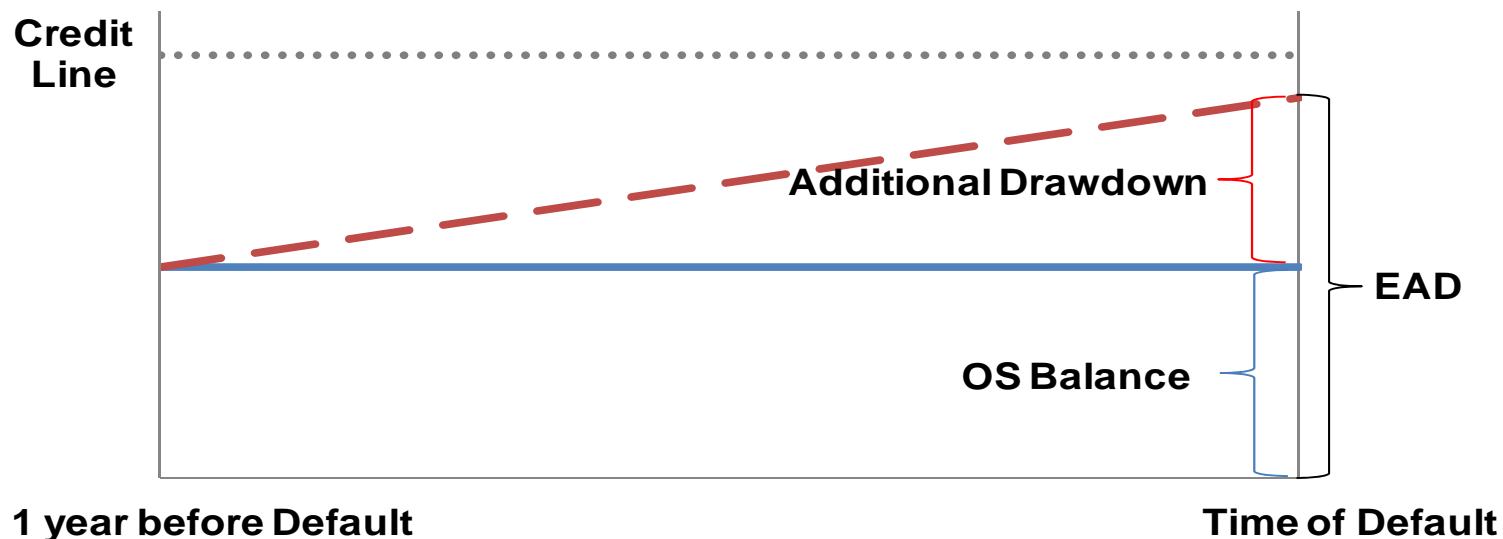 Credit
Line
Additional Drawdown
EAD
OS Balance
1 year before Default
Time of Default